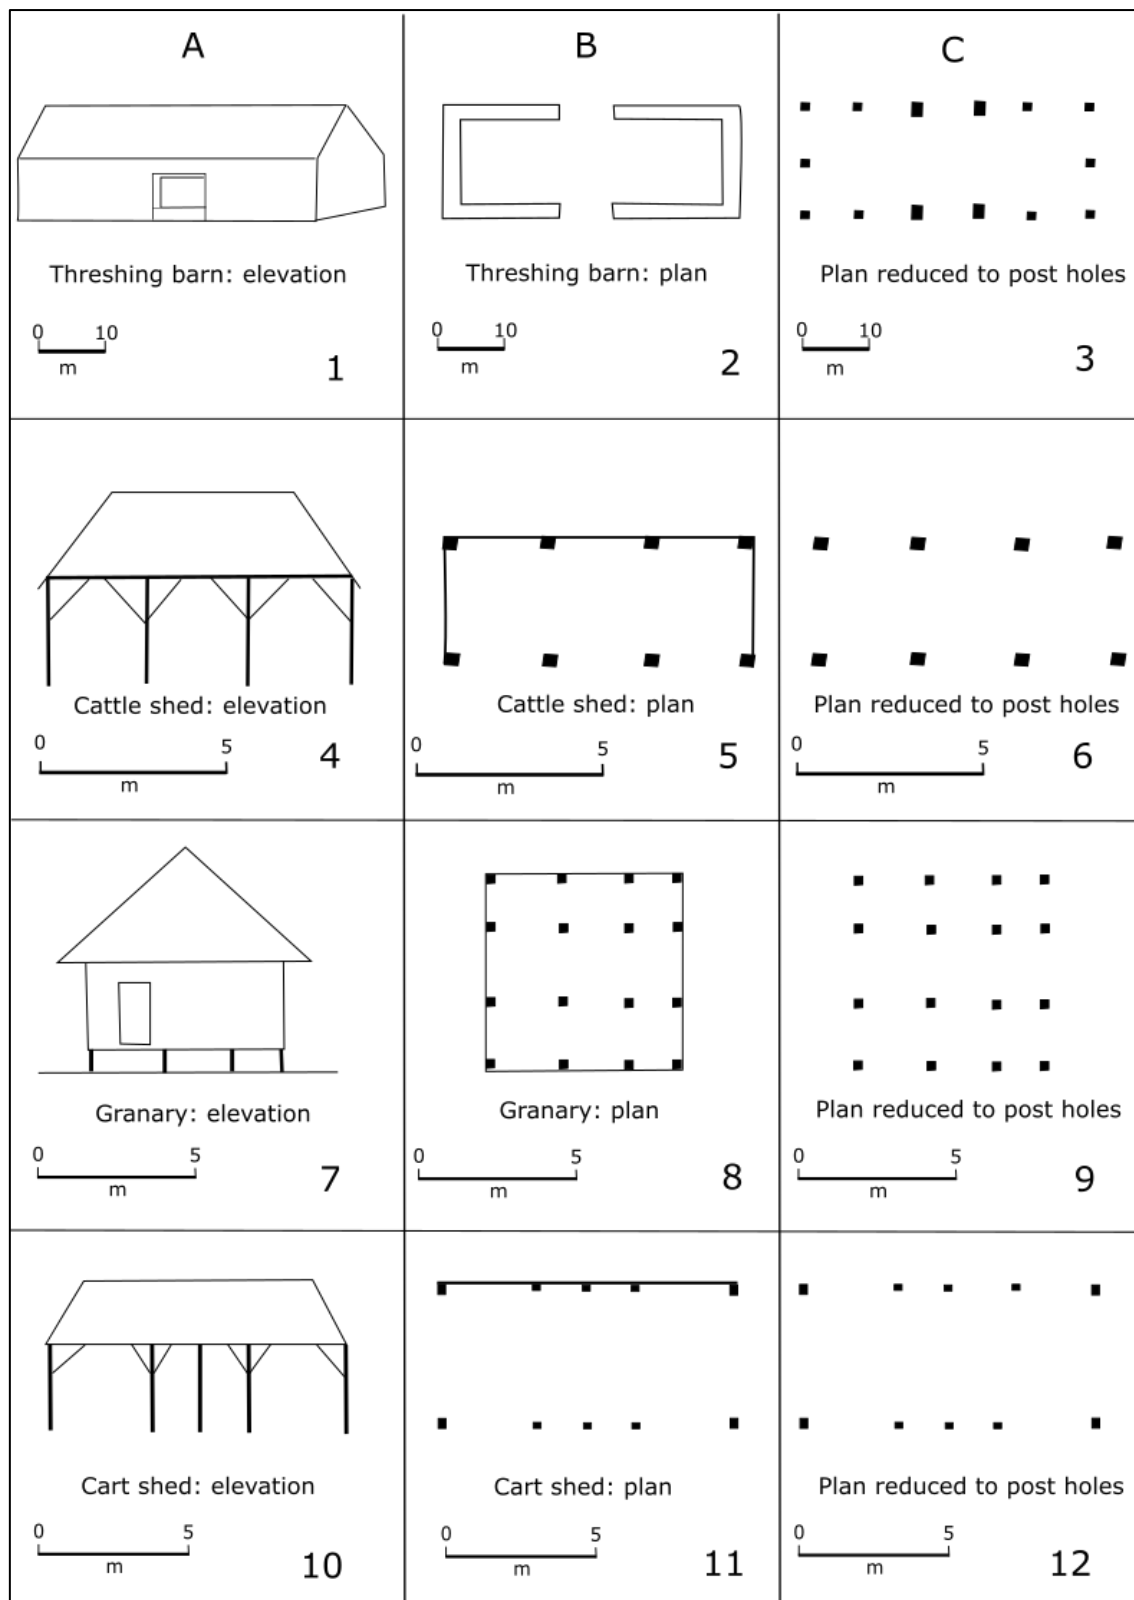 A
B
C
Threshing barn: elevation
0 10
m
1
Threshing barn: plan
0 10
m
2
Plan reduced to post holes
0 10
m
3
Cattle shed: elevation
0 5
m
4
Cattle shed: plan
0 5
m
5
Plan reduced to post holes
0 5
m
6
Granary: elevation
0 5
m
7
Granary: plan
0 5
m
8
Plan reduced to post holes
0 5
m
9
Cart shed: elevation
0 5
m
10
Cart shed: plan
0 5
m
11
Plan reduced to post holes
0 5
m
12